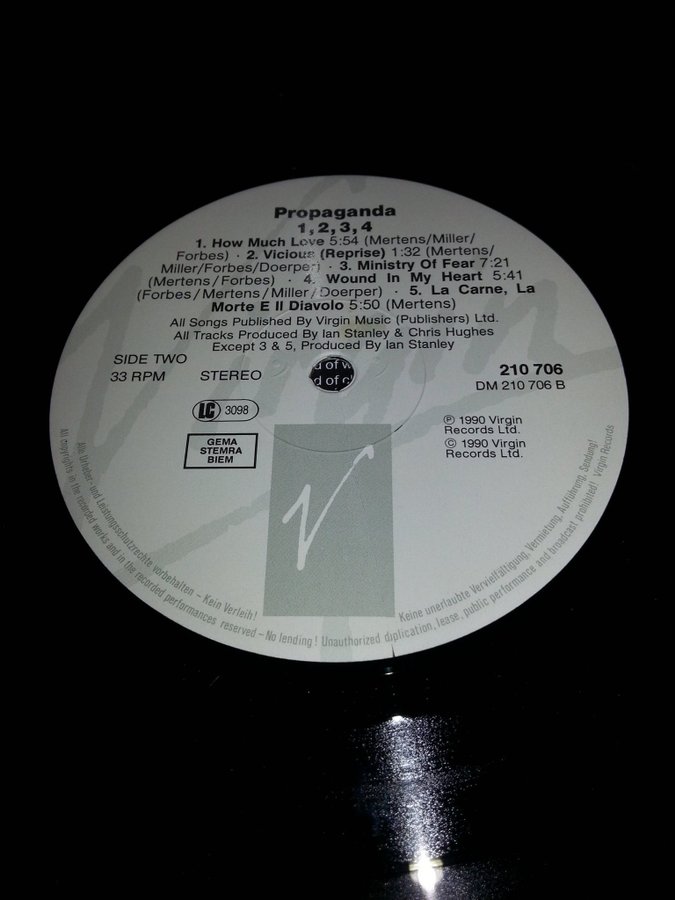 Propaganda
1, 2, 3, 4
1. How Much Love 5:54 (Mertens/Miller/
Forbes) · 2. Vicious (Reprise) 1:32 (Mertens/
Miller/Forbes/Doerper) · 3. Ministry Of Fear 7:21
(Mertens/Forbes) · 4. Wound In My Heart 5:41
(Forbes/Mertens/Miller/Doerper) · 5. La Carne, La
Morte E Il Diavolo 5:50 (Mertens)
All Songs Published By Virgin Music (Publishers) Ltd.
All Tracks Produced By Ian Stanley & Chris Hughes
Except 3 & 5, Produced By Ian Stanley
SIDE TWO
33 RPM STEREO
210 706
DM 210 706 B
LC 3098
GEMA
STEMRA
BIEM
℗ 1990 Virgin
Records Ltd.
© 1990 Virgin
Records Ltd.
Alle Urheber- und Leistungsschutzrechte vorbehalten – Kein Verleih! Keine unerlaubte Vervielfältigung, Vermietung, Aufführung, Sendung!
All copyrights in the recorded works and in the recorded performances reserved – No lending! Unauthorized duplication, lease, public performance and broadcast prohibited! Virgin Records